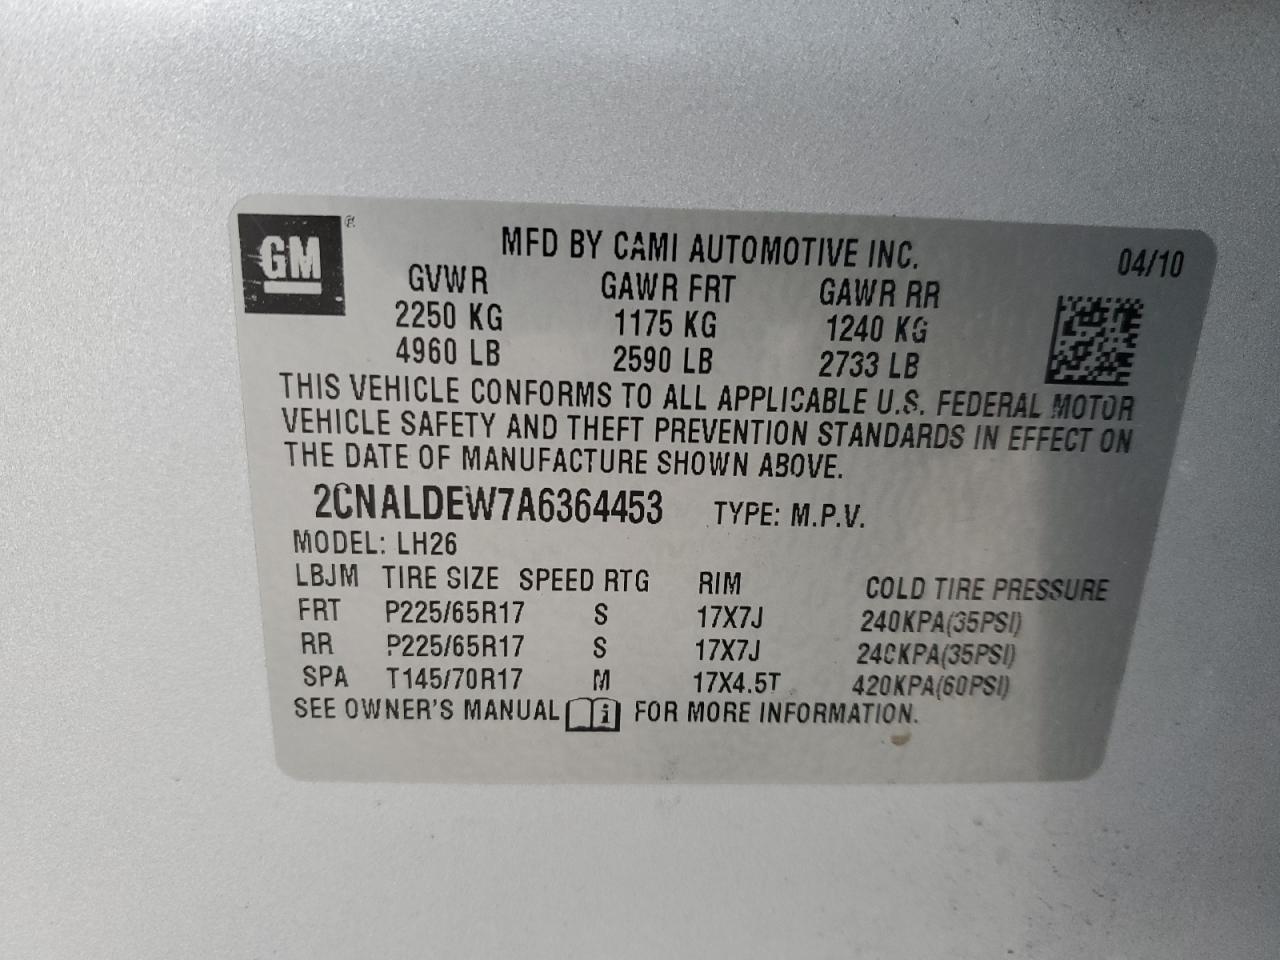 GM ®
MFD BY CAMI AUTOMOTIVE INC. 04/10
GVWR GAWR FRT GAWR RR
2250 KG 1175 KG 1240 KG
4960 LB 2590 LB 2733 LB
THIS VEHICLE CONFORMS TO ALL APPLICABLE U.S. FEDERAL MOTOR
VEHICLE SAFETY AND THEFT PREVENTION STANDARDS IN EFFECT ON
THE DATE OF MANUFACTURE SHOWN ABOVE.
2CNALDEW7A6364453 TYPE: M.P.V.
MODEL: LH26
LBJM TIRE SIZE SPEED RTG RIM COLD TIRE PRESSURE
FRT P225/65R17 S 17X7J 240KPA(35PSI)
RR P225/65R17 S 17X7J 240KPA(35PSI)
SPA T145/70R17 M 17X4.5T 420KPA(60PSI)
SEE OWNER'S MANUAL i FOR MORE INFORMATION.